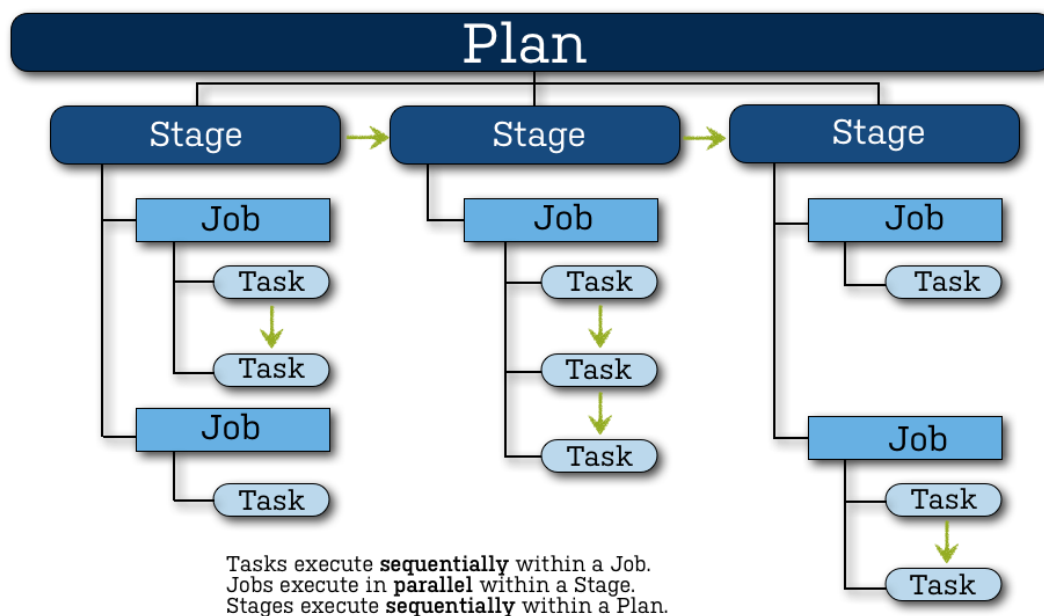 Plan
Stage
Stage
Stage
Job
Job
Job
Task
Task
Task
Task
Task
Job
Job
Task
Task
Task
Task
Tasks execute sequentially within a Job.
Jobs execute in parallel within a Stage.
Stages execute sequentially within a Plan.